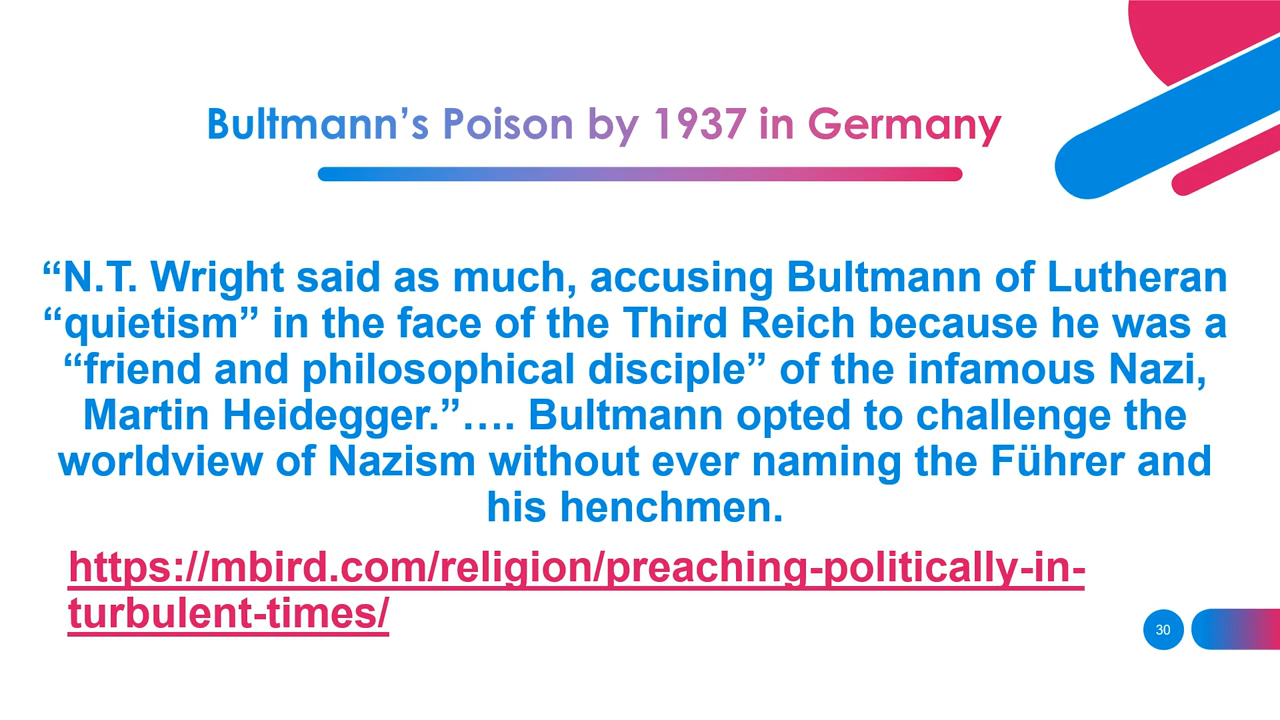 Bultmann’s Poison by 1937 in Germany
“N.T. Wright said as much, accusing Bultmann of Lutheran
“quietism” in the face of the Third Reich because he was a
“friend and philosophical disciple” of the infamous Nazi,
Martin Heidegger.”…. Bultmann opted to challenge the
worldview of Nazism without ever naming the Führer and
his henchmen.
https://mbird.com/religion/preaching-politically-in-
turbulent-times/
30